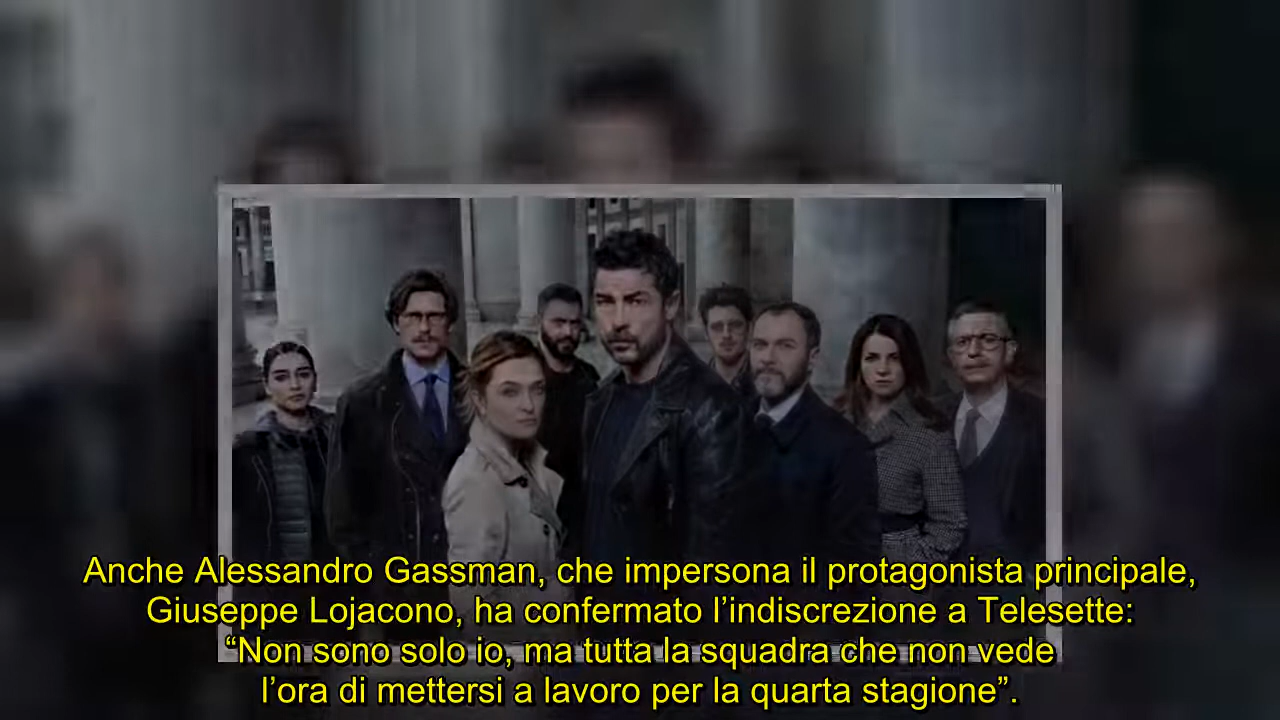 Anche Alessandro Gassman, che impersona il protagonista principale,
Giuseppe Lojacono, ha confermato l’indiscrezione a Telesette:
“Non sono solo io, ma tutta la squadra che non vede
l’ora di mettersi a lavoro per la quarta stagione”.